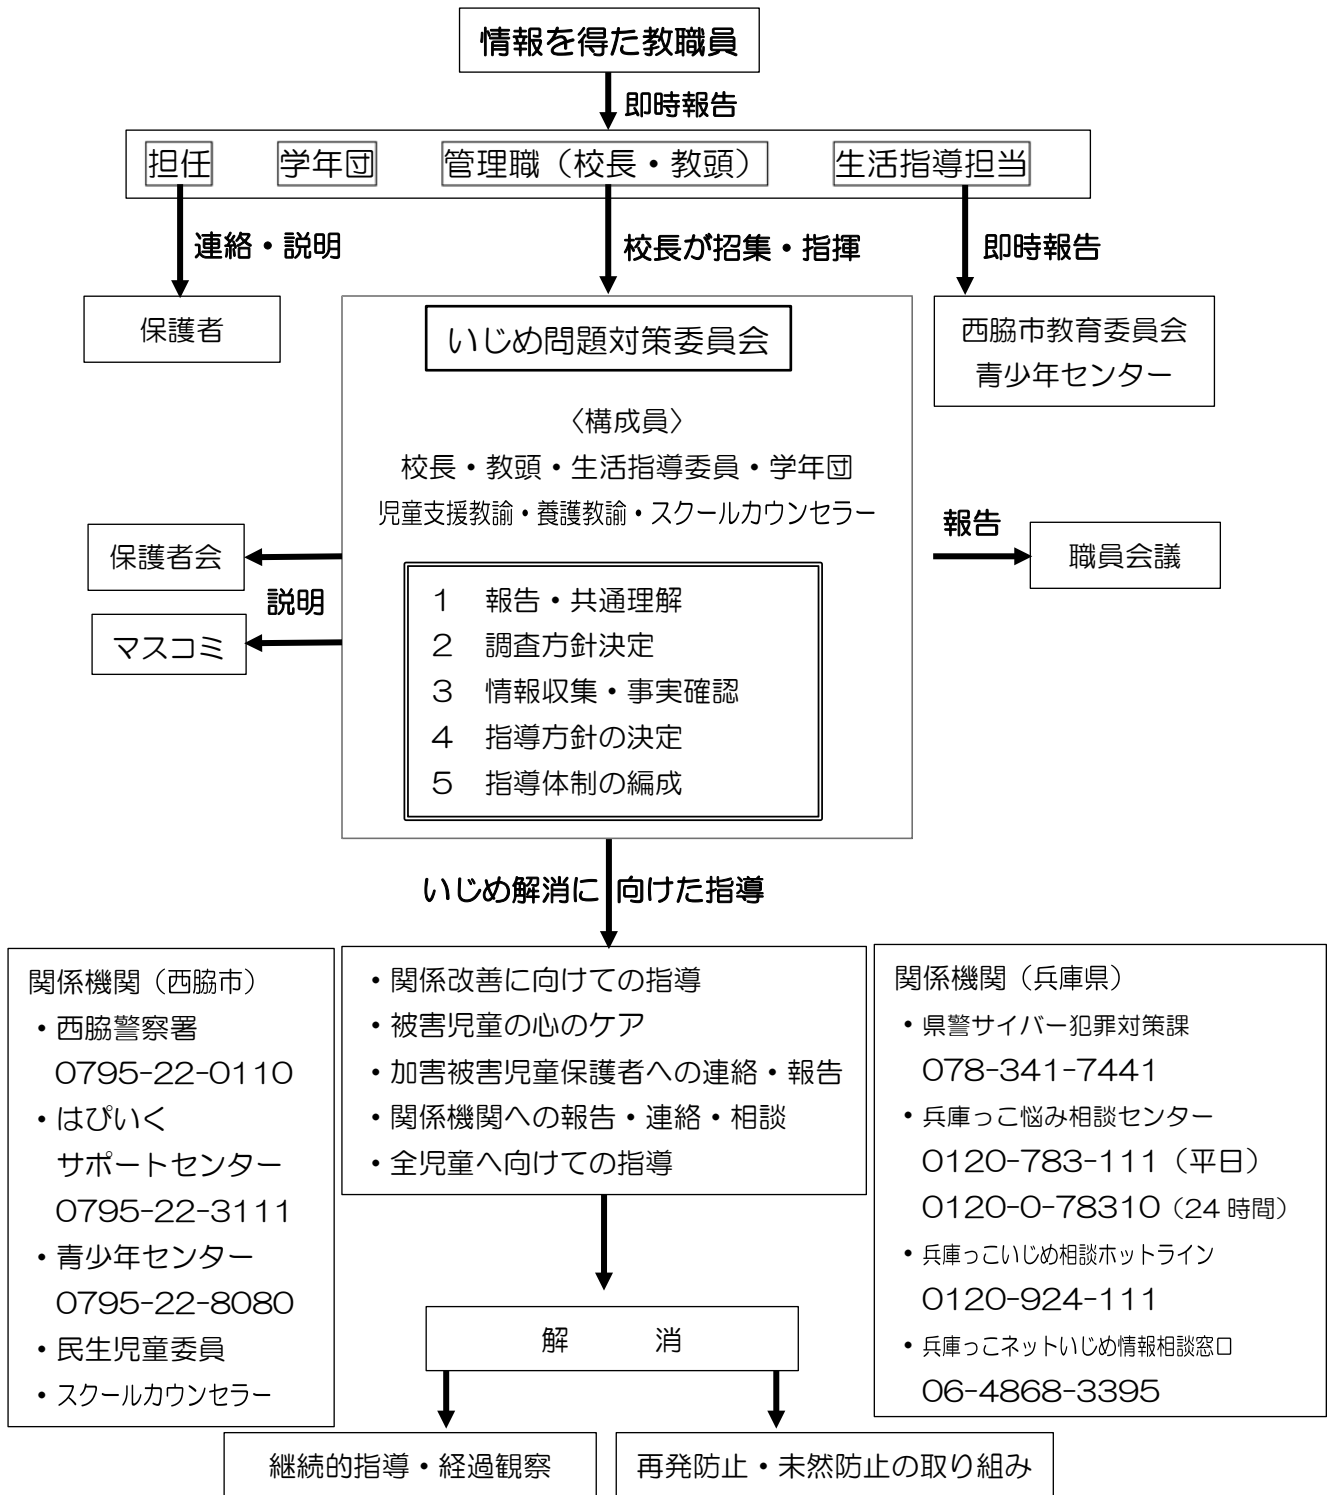 情報を得た教職員
即時報告
担任 学年団 管理職（校長・教頭） 生活指導担当
連絡・説明
校長が招集・指揮
即時報告
保護者
いじめ問題対策委員会
西脇市教育委員会
青少年センター
〈構成員〉
校長・教頭・生活指導委員・学年団
児童支援教諭・養護教諭・スクールカウンセラー
保護者会
説明
マスコミ
報告
職員会議
1 報告・共通理解
2 調査方針決定
3 情報収集・事実確認
4 指導方針の決定
5 指導体制の編成
いじめ解消に 向けた指導
関係機関（西脇市）
・西脇警察署
0795-22-0110
・はぴいく
サポートセンター
0795-22-3111
・青少年センター
0795-22-8080
・民生児童委員
・スクールカウンセラー
・関係改善に向けての指導
・被害児童の心のケア
・加害被害児童保護者への連絡・報告
・関係機関への報告・連絡・相談
・全児童へ向けての指導
関係機関（兵庫県）
・県警サイバー犯罪対策課
078-341-7441
・兵庫っこ悩み相談センター
0120-783-111（平日）
0120-0-78310（24 時間）
・兵庫っこいじめ相談ホットライン
0120-924-111
・兵庫っこネットいじめ情報相談窓口
06-4868-3395
解 消
継続的指導・経過観察
再発防止・未然防止の取り組み